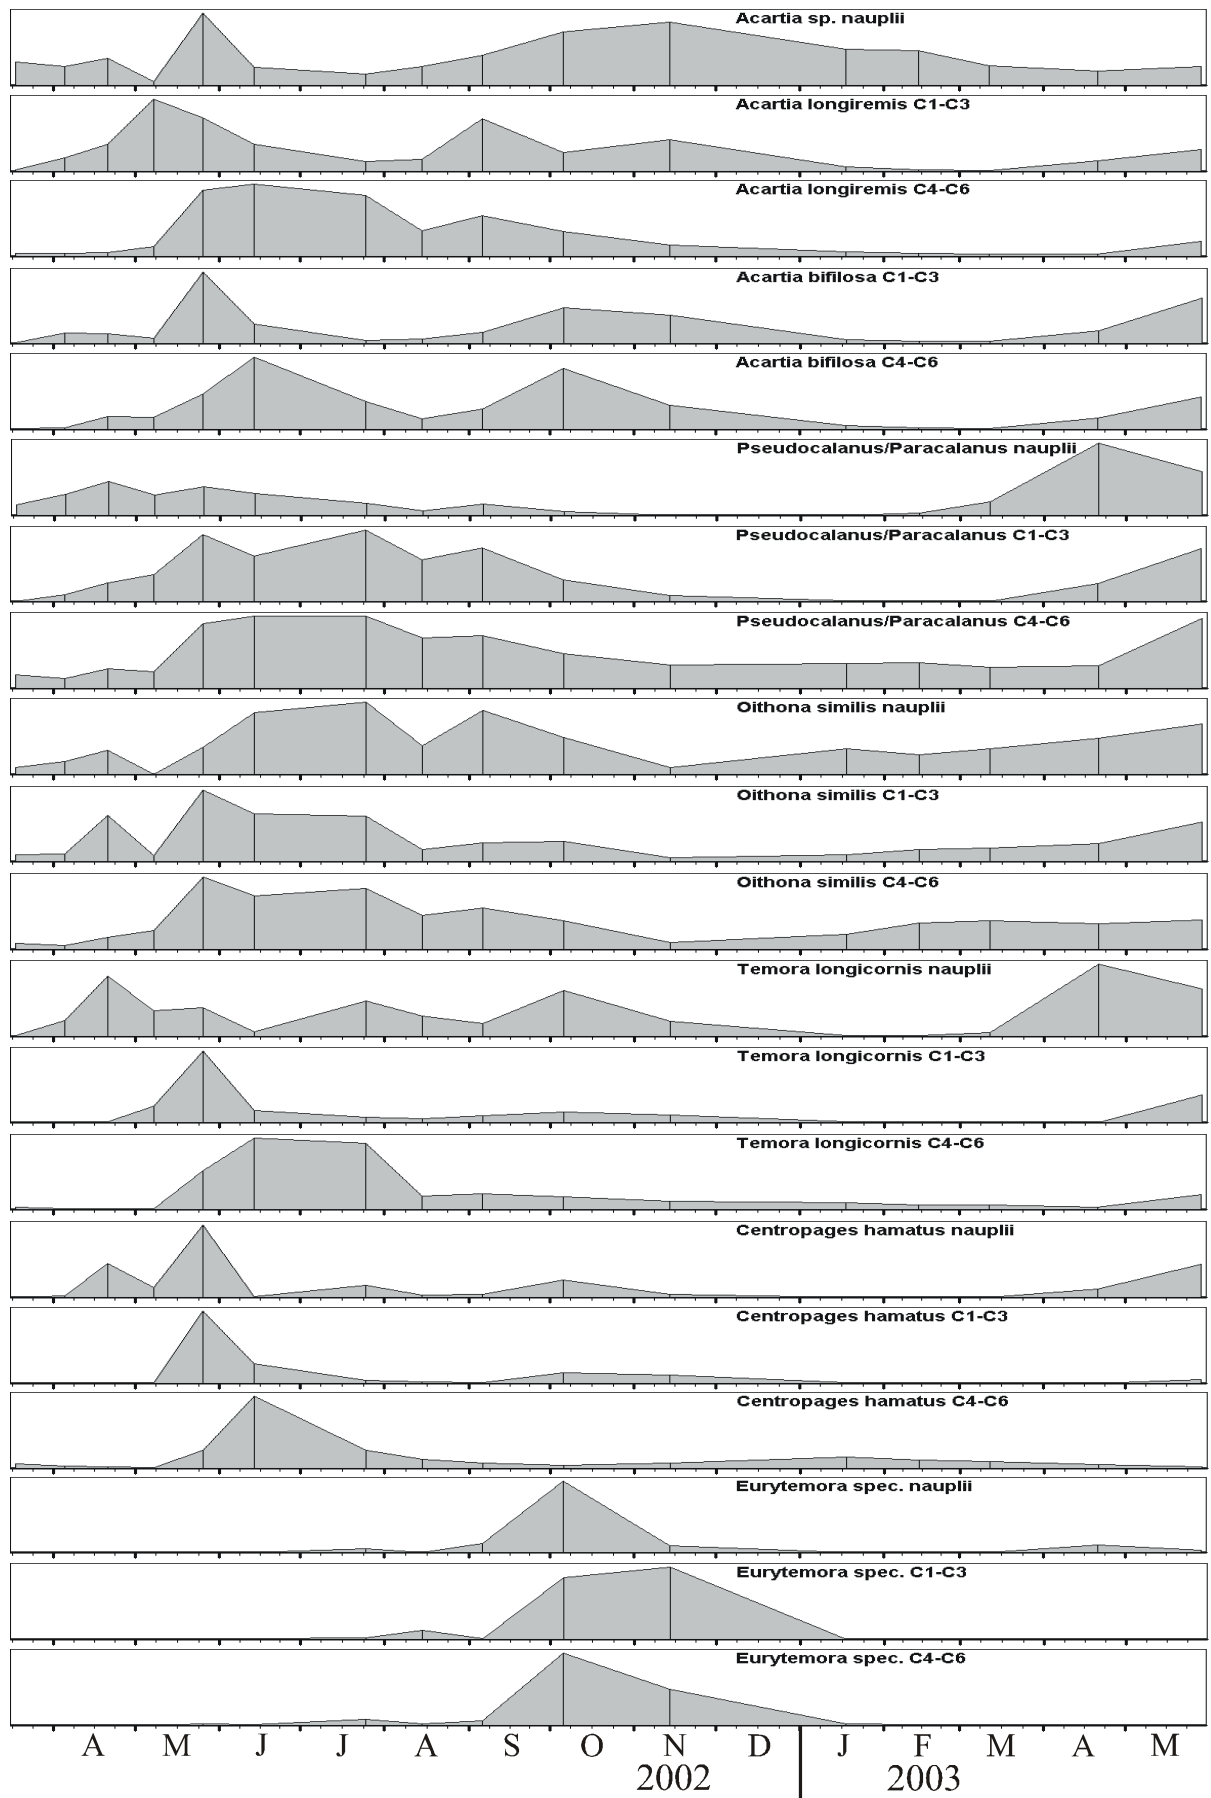 Acartia sp. nauplii
Acartia longiremis C1-C3
Acartia longiremis C4-C6
Acartia bifilosa C1-C3
Acartia bifilosa C4-C6
Pseudocalanus/Paracalanus nauplii
Pseudocalanus/Paracalanus C1-C3
Pseudocalanus/Paracalanus C4-C6
Oithona similis nauplii
Oithona similis C1-C3
Oithona similis C4-C6
Temora longicornis nauplii
Temora longicornis C1-C3
Temora longicornis C4-C6
Centropages hamatus nauplii
Centropages hamatus C1-C3
Centropages hamatus C4-C6
Eurytemora spec. nauplii
Eurytemora spec. C1-C3
Eurytemora spec. C4-C6
A M J J A S O N D J F M A M
2002 2003